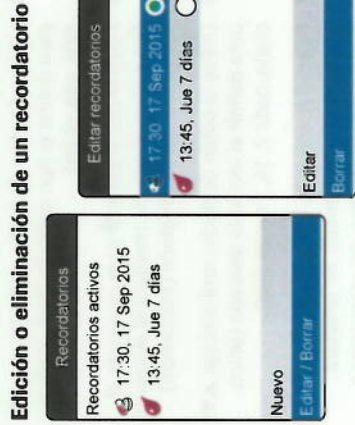 Edición o eliminación de un recordatorio
Recordatorios
Recordatorios activos
17:30, 17 Sep 2015
13:45, Jue 7 días
Nuevo
Editar / Borrar
Editar recordatorios
17:30 17 Sep 2015
13:45, Jue 7 días
Editar
Borrar